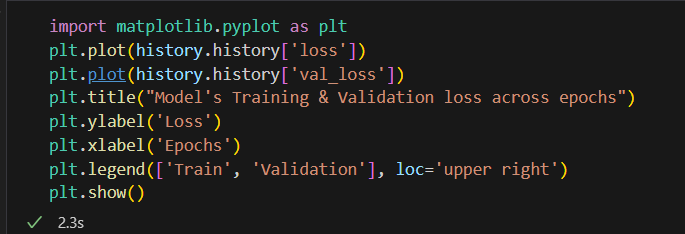 import matplotlib.pyplot as plt
plt.plot(history.history['loss'])
plt.plot(history.history['val_loss'])
plt.title("Model's Training & Validation loss across epochs")
plt.ylabel('Loss')
plt.xlabel('Epochs')
plt.legend(['Train', 'Validation'], loc='upper right')
plt.show()
2.3s